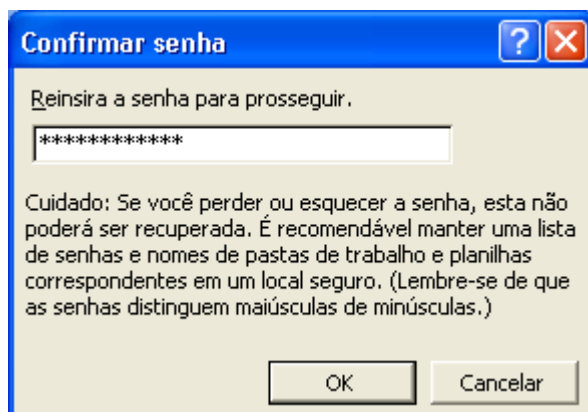 Confirmar senha
Reinsira a senha para prosseguir.
************
Cuidado: Se você perder ou esquecer a senha, esta não
poderá ser recuperada. É recomendável manter uma lista
de senhas e nomes de pastas de trabalho e planilhas
correspondentes em um local seguro. (Lembre-se de que
as senhas distinguem maiúsculas de minúsculas.)
OK Cancelar